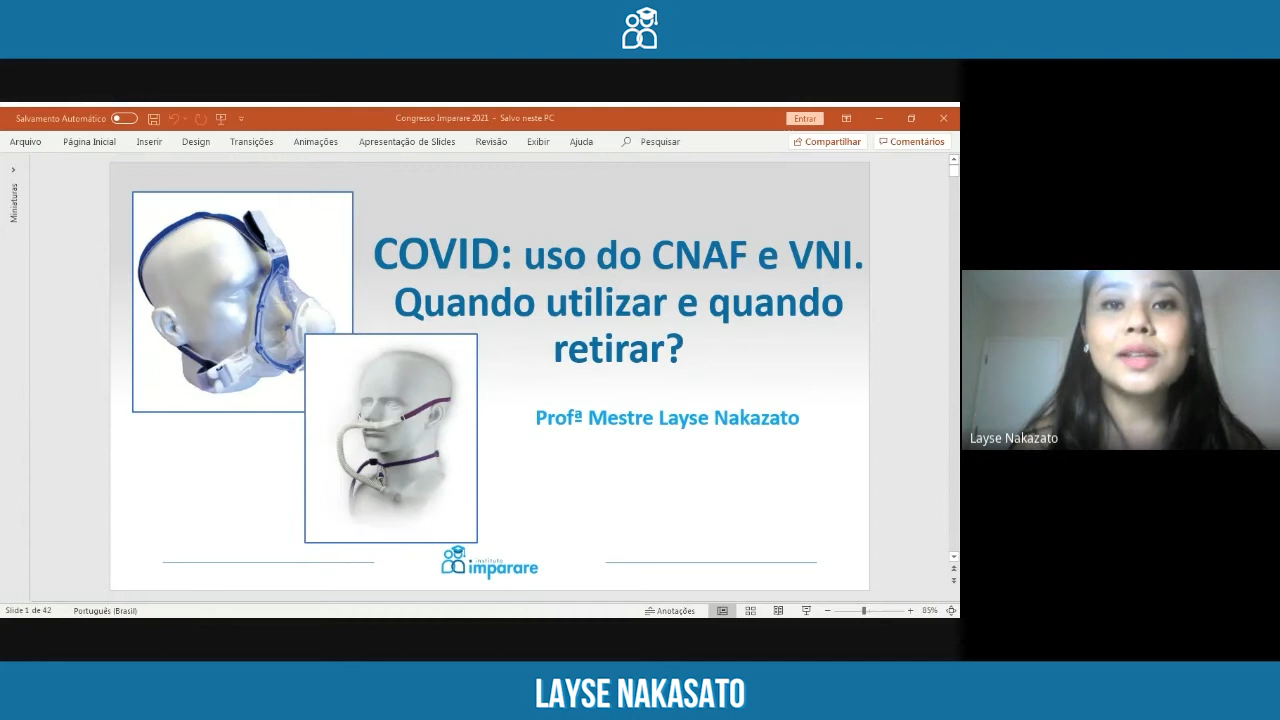 Salvamento Automático
Congresso Imparare 2021 - Salvo neste PC
Entrar
Arquivo Página Inicial Inserir Design Transições Animações Apresentação de Slides Revisão Exibir Ajuda Pesquisar Compartilhar Comentários
Miniaturas
COVID: uso do CNAF e VNI.
Quando utilizar e quando
retirar?
Profª Mestre Layse Nakazato
instituto
imparare
Slide 1 de 42 Português (Brasil) Anotações 85%
Layse Nakazato
LAYSE NAKASATO